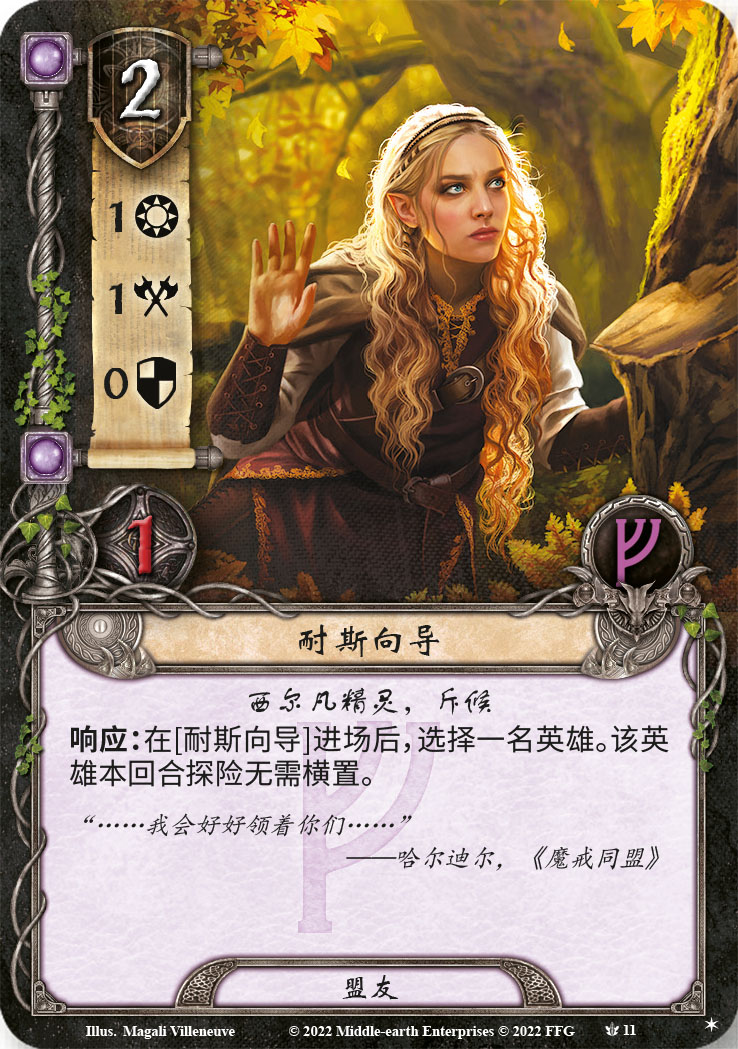 2
1
1
0
1
耐斯向导
西尔凡精灵，斥候
响应：在[耐斯向导]进场后，选择一名英雄。该英
雄本回合探险无需横置。
“……我会好好领着你们……”
——哈尔迪尔，《魔戒同盟》
盟友
Illus. Magali Villeneuve © 2022 Middle-earth Enterprises © 2022 FFG 11